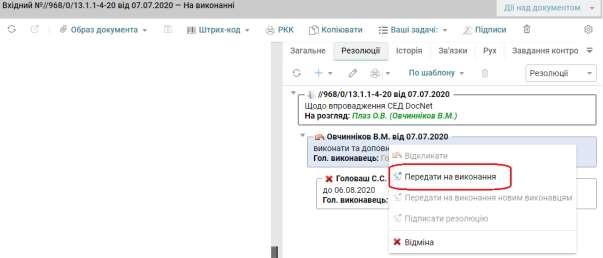 Вхідний №//968/0/13.1.1-4-20 від 07.07.2020 — На виконанні
Дії над документом
Образ документа
Штрих-код
РКК
Копіювати
Ваші задачі:
Підписи
Загальне Резолюції Історія Зв'язки Рух Завдання контро
По шаблону
Резолюції
//968/0/13.1.1-4-20 від 07.07.2020
Щодо впровадження СЕД DocNet
На розгляд: Плаз О.В. (Овчинніков В.М.)
Овчинніков В.М. від 07.07.2020
виконати та доповн
Гол. виконавець: Го
Відкликати
Передати на виконання
Передати на виконання новим виконавцям
Підписати резолюцію
Відміна
Головаш С.С.
до 06.08.2020
Гол. виконавець: